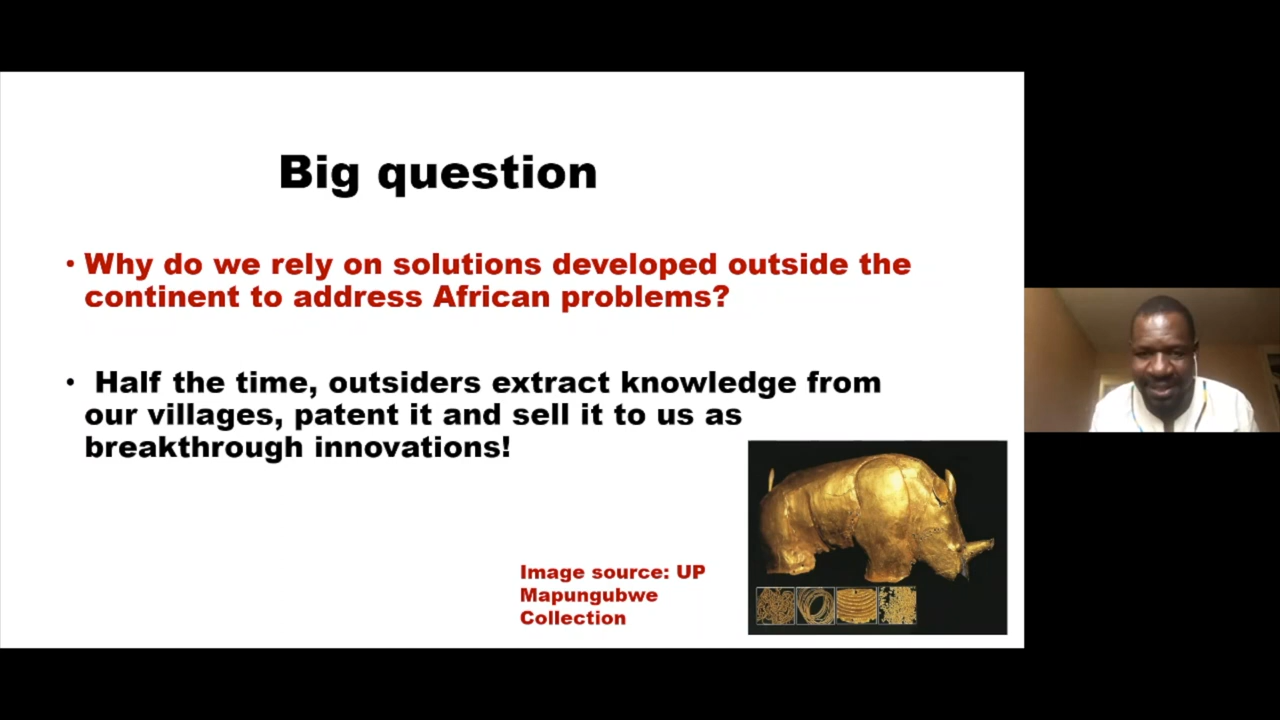 Big question
• Why do we rely on solutions developed outside the
continent to address African problems?
• Half the time, outsiders extract knowledge from
our villages, patent it and sell it to us as
breakthrough innovations!
Image source: UP
Mapungubwe
Collection